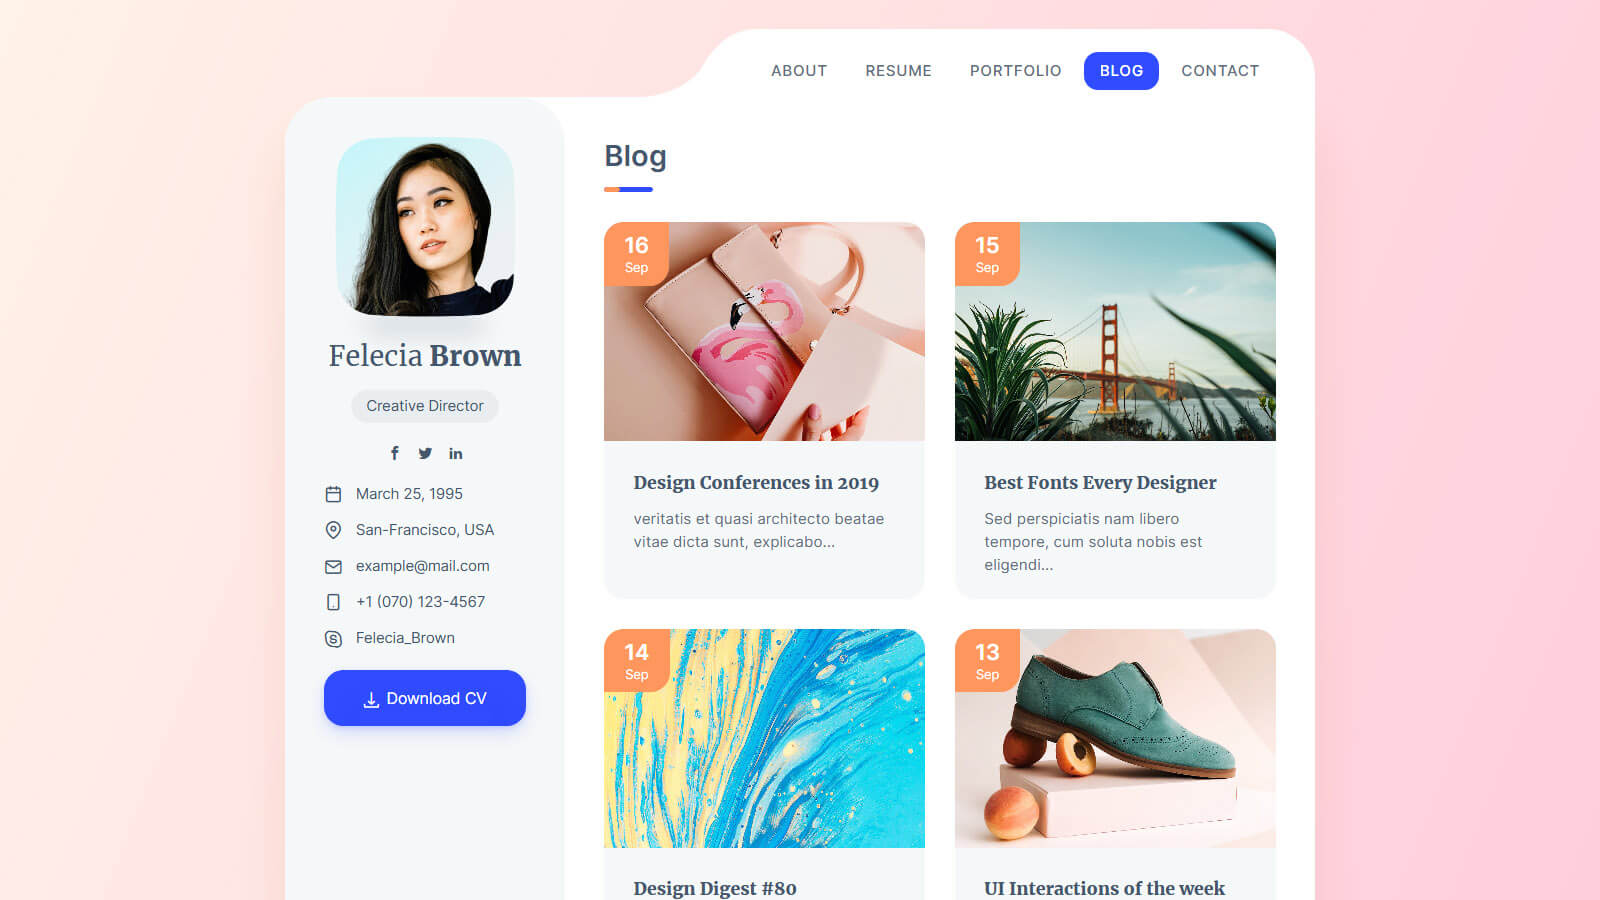 ABOUT RESUME PORTFOLIO BLOG CONTACT
Felecia Brown
Creative Director
March 25, 1995
San-Francisco, USA
example@mail.com
+1 (070) 123-4567
Felecia_Brown
Download CV
Blog
16
Sep
Design Conferences in 2019
veritatis et quasi architecto beatae
vitae dicta sunt, explicabo...
15
Sep
Best Fonts Every Designer
Sed perspiciatis nam libero
tempore, cum soluta nobis est
eligendi...
14
Sep
Design Digest #80
13
Sep
UI Interactions of the week